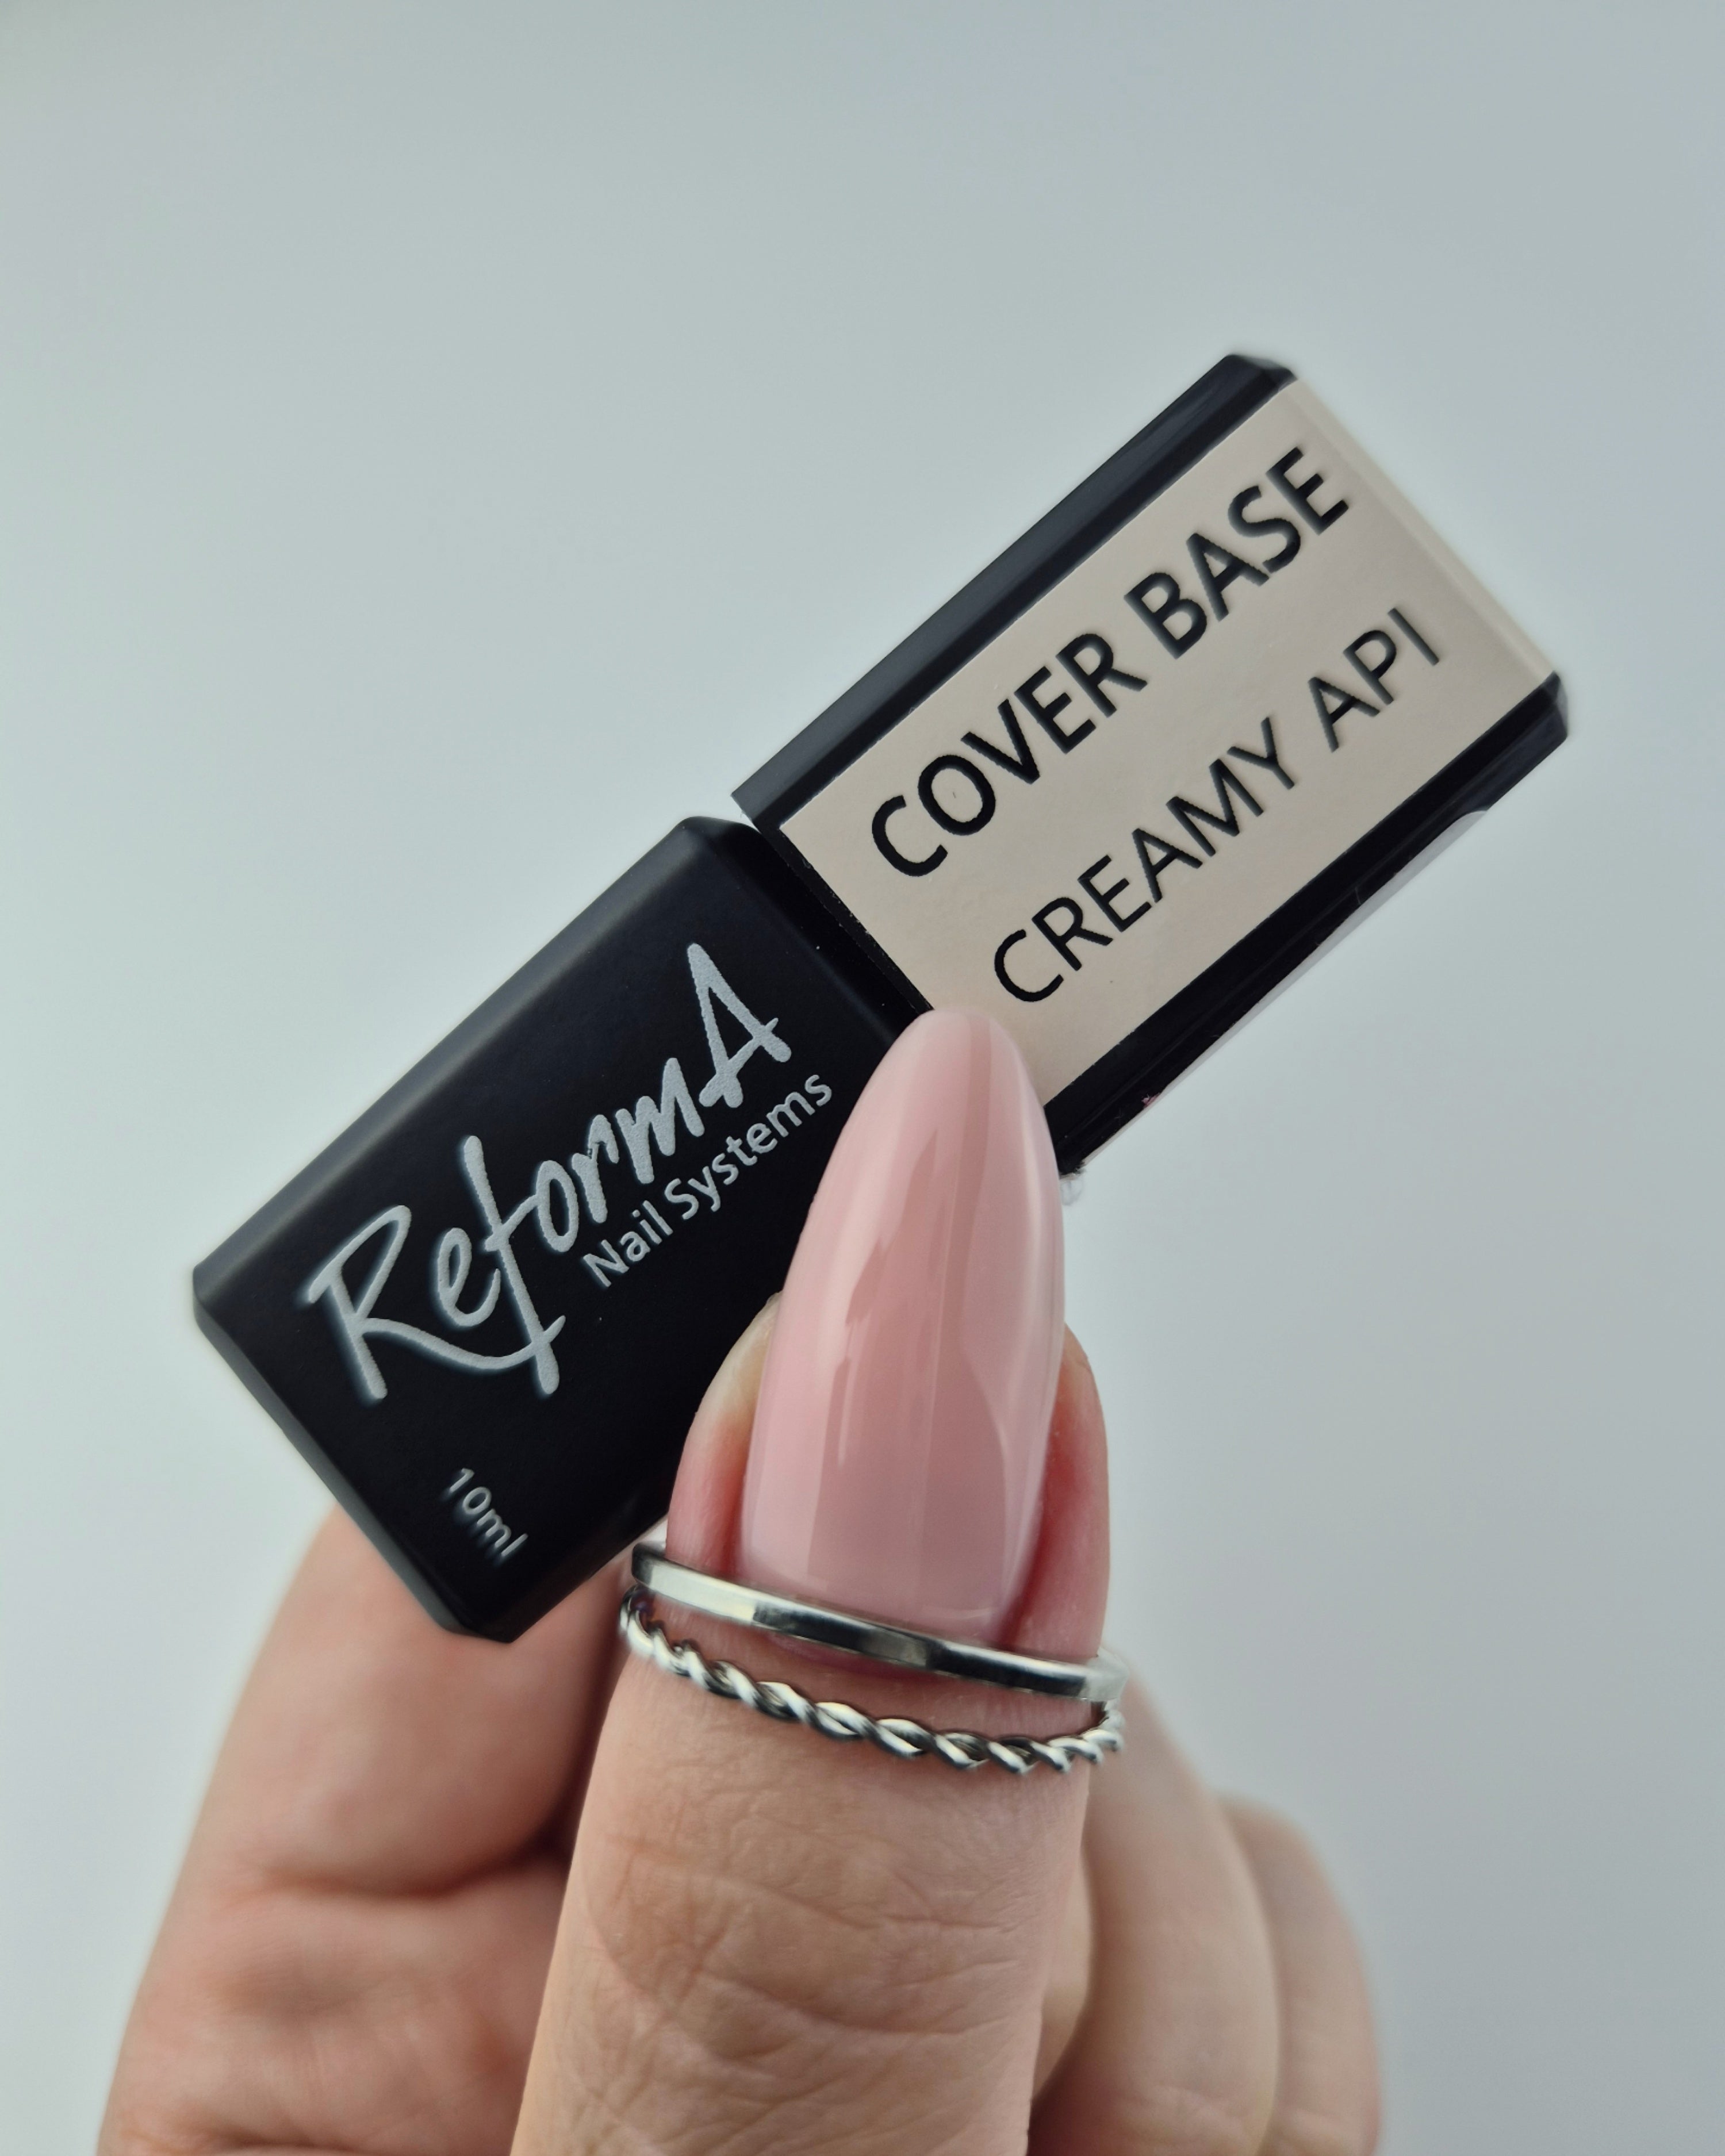 COVER BASE
CREAMY API
ReformA
Nail Systems
10ml